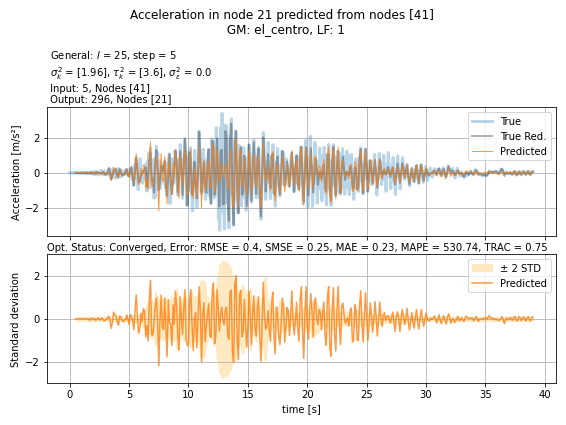 Acceleration in node 21 predicted from nodes [41]
GM: el_centro, LF: 1
General: l = 25, step = 5
σ_k^2 = [1.96], τ_k^2 = [3.6], σ_ε^2 = 0.0
Input: 5, Nodes [41]
Output: 296, Nodes [21]
Acceleration [m/s²]
2
0
−2
True
True Red.
Predicted
Opt. Status: Converged, Error: RMSE = 0.4, SMSE = 0.25, MAE = 0.23, MAPE = 530.74, TRAC = 0.75
Standard deviation
2
0
−2
± 2 STD
Predicted
0 5 10 15 20 25 30 35 40
time [s]